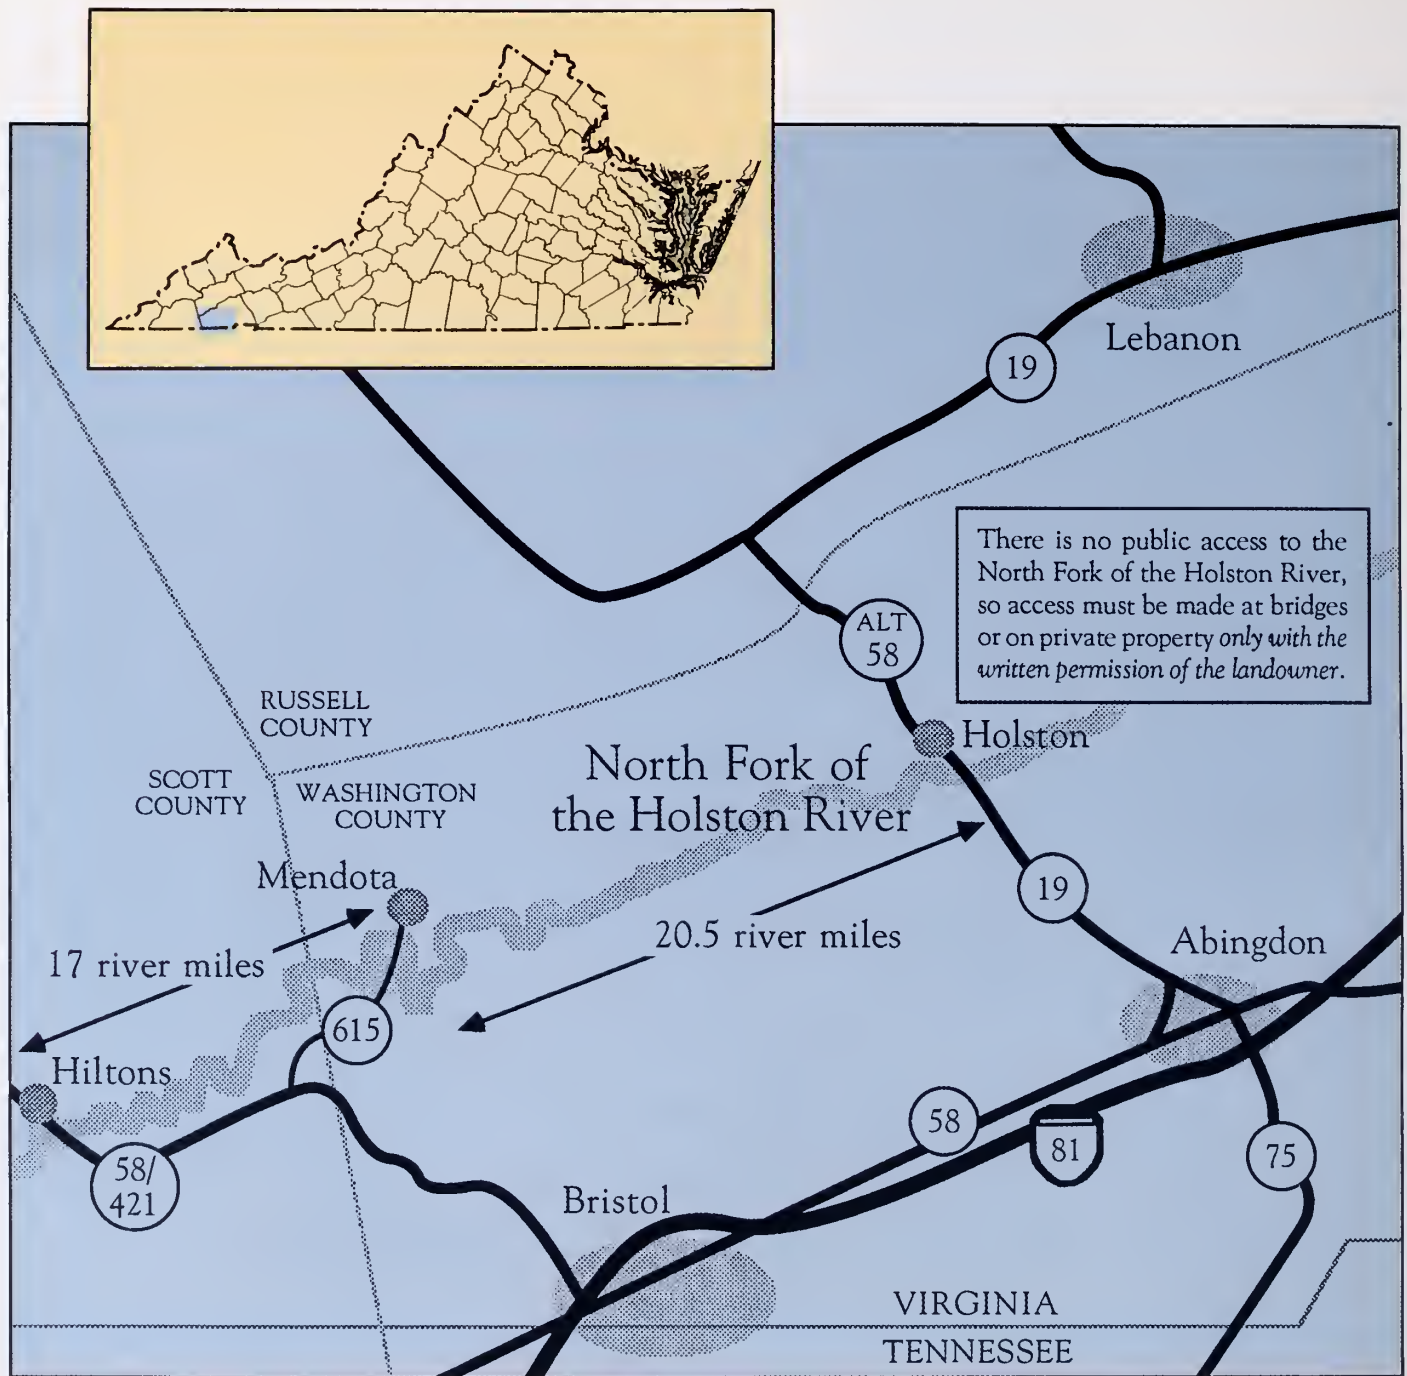 Lebanon
19
There is no public access to the
North Fork of the Holston River,
so access must be made at bridges
or on private property only with the
written permission of the landowner.
ALT
58
RUSSELL
COUNTY
Holston
North Fork of
the Holston River
SCOTT
COUNTY
WASHINGTON
COUNTY
Mendota
19
20.5 river miles
Abingdon
17 river miles
615
Hiltons
58
81
75
58/
421
Bristol
VIRGINIA
TENNESSEE